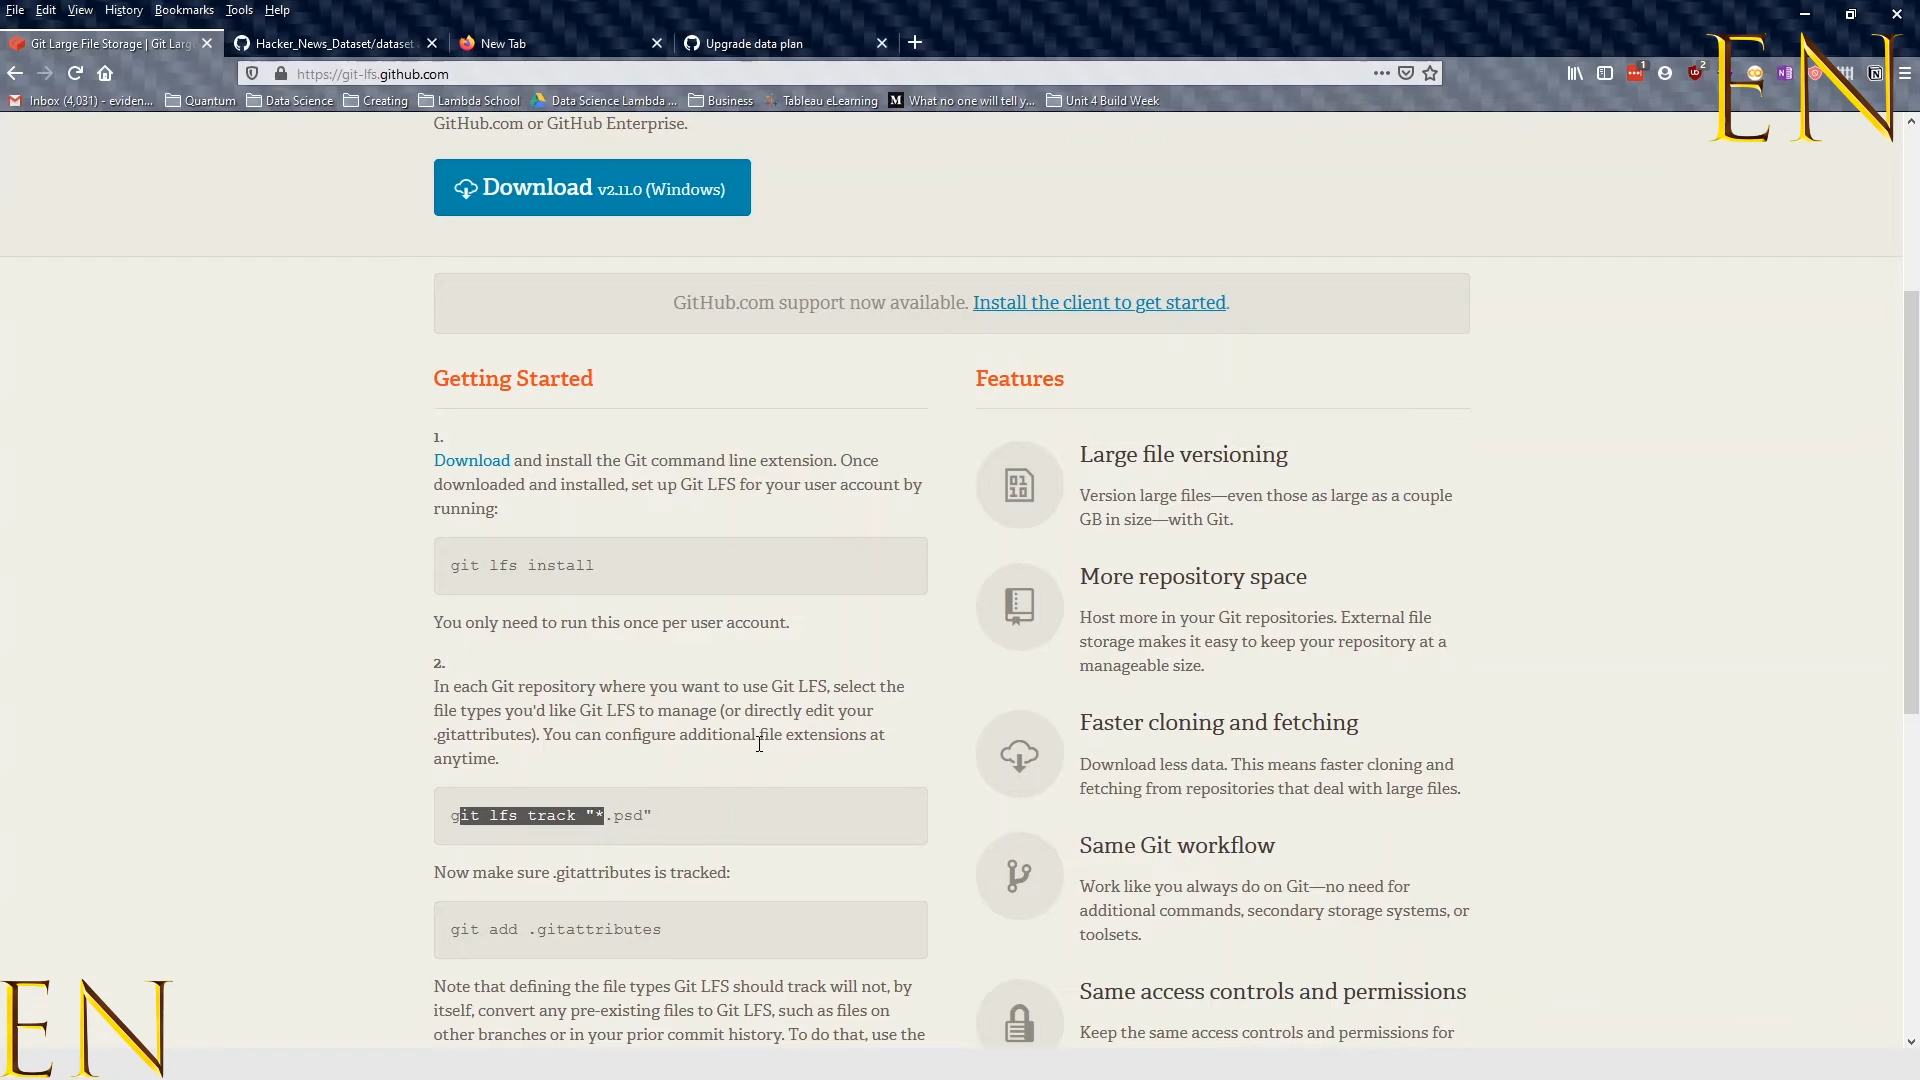 File Edit View History Bookmarks Tools Help
Git Large File Storage | Git Larg
Hacker_News_Dataset/dataset
New Tab
Upgrade data plan
https://git-lfs.github.com
1
2
Inbox (4,031) - eviden... Quantum Data Science Creating Lambda School Data Science Lambda ... Business Tableau eLearning M What no one will tell y... Unit 4 Build Week
EN
GitHub.com or GitHub Enterprise.
Download v2.11.0 (Windows)
GitHub.com support now available. Install the client to get started.
Getting Started
1.
Download and install the Git command line extension. Once
downloaded and installed, set up Git LFS for your user account by
running:
git lfs install
You only need to run this once per user account.
2.
In each Git repository where you want to use Git LFS, select the
file types you'd like Git LFS to manage (or directly edit your
.gitattributes). You can configure additional file extensions at
anytime.
git lfs track "*.psd"
Now make sure .gitattributes is tracked:
git add .gitattributes
Note that defining the file types Git LFS should track will not, by
itself, convert any pre-existing files to Git LFS, such as files on
other branches or in your prior commit history. To do that, use the
Features
Large file versioning
Version large files—even those as large as a couple
GB in size—with Git.
More repository space
Host more in your Git repositories. External file
storage makes it easy to keep your repository at a
manageable size.
Faster cloning and fetching
Download less data. This means faster cloning and
fetching from repositories that deal with large files.
Same Git workflow
Work like you always do on Git—no need for
additional commands, secondary storage systems, or
toolsets.
Same access controls and permissions
Keep the same access controls and permissions for
EN